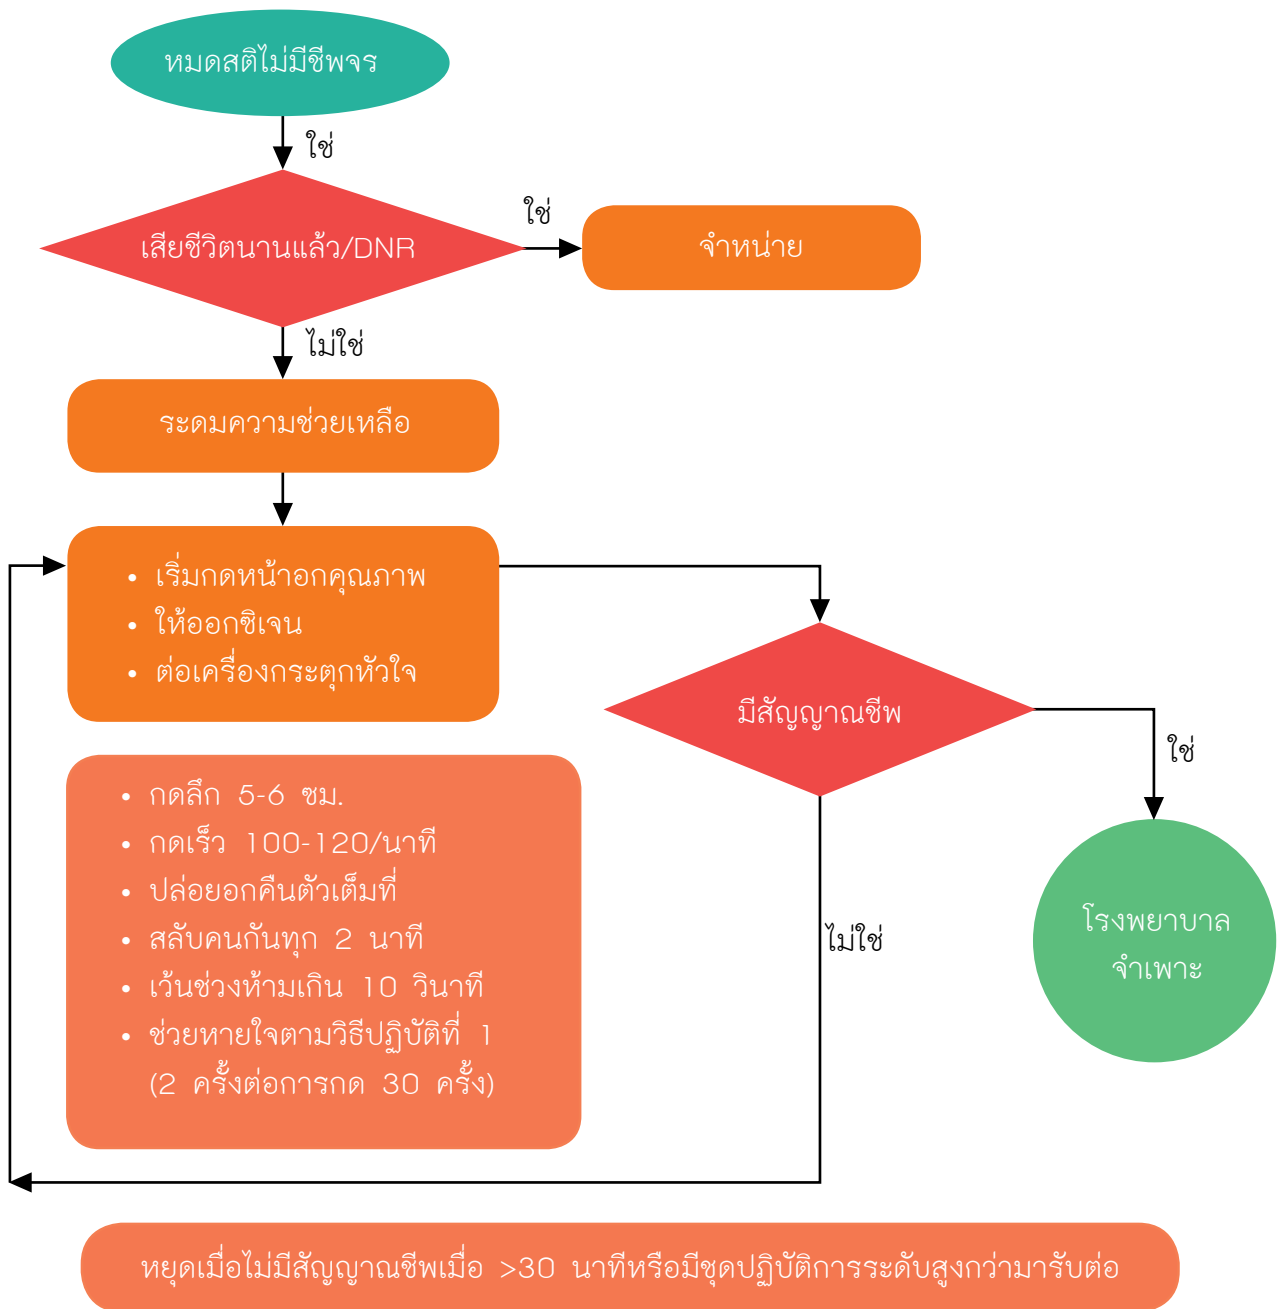 หมดสติไม่มีชีพจร
ใช่
เสียชีวิตนานแล้ว/DNR
ใช่
จำหน่าย
ไม่ใช่
ระดมความช่วยเหลือ
• เริ่มกดหน้าอกคุณภาพ
• ให้ออกซิเจน
• ต่อเครื่องกระตุกหัวใจ
มีสัญญาณชีพ
ใช่
• กดลึก 5-6 ซม.
• กดเร็ว 100-120/นาที
• ปล่อยอกคืนตัวเต็มที่
• สลับคนกันทุก 2 นาที
• เว้นช่วงห้ามเกิน 10 วินาที
• ช่วยหายใจตามวิธีปฏิบัติที่ 1
(2 ครั้งต่อการกด 30 ครั้ง)
ไม่ใช่
โรงพยาบาล
จำเพาะ
หยุดเมื่อไม่มีสัญญาณชีพเมื่อ >30 นาทีหรือมีชุดปฏิบัติการระดับสูงกว่ามารับต่อ